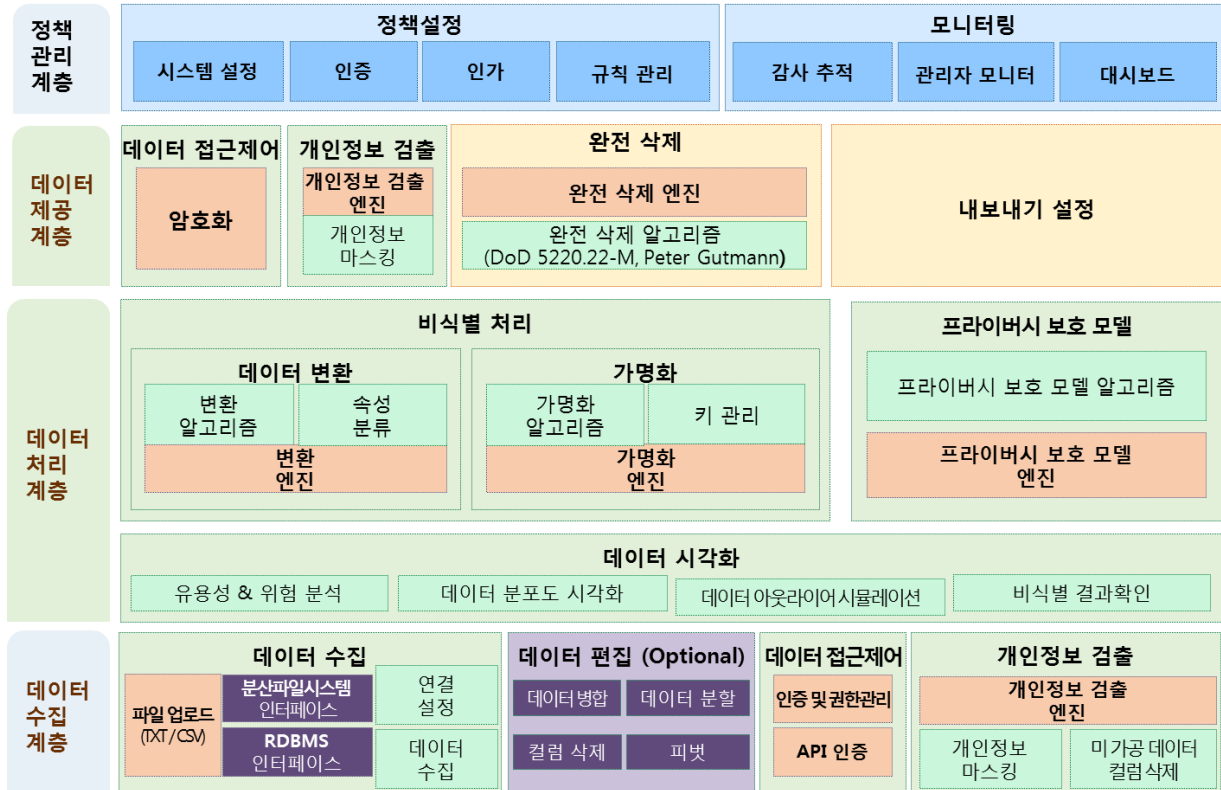 정책
관리
계층
정책설정
시스템 설정
인증
인가
규칙 관리
모니터링
감사 추적
관리자 모니터
대시보드
데이터
제공
계층
데이터 접근제어
암호화
개인정보 검출
개인정보 검출
엔진
개인정보
마스킹
완전 삭제
완전 삭제 엔진
완전 삭제 알고리즘
(DoD 5220.22-M, Peter Gutmann)
내보내기 설정
데이터
처리
계층
비식별 처리
데이터 변환
변환
알고리즘
속성
분류
변환
엔진
가명화
가명화
알고리즘
키 관리
가명화
엔진
프라이버시 보호 모델
프라이버시 보호 모델 알고리즘
프라이버시 보호 모델
엔진
데이터 시각화
유용성 & 위험 분석
데이터 분포도 시각화
데이터 아웃라이어 시뮬레이션
비식별 결과확인
데이터
수집
계층
데이터 수집
파일 업로드
(TXT / CSV)
분산파일시스템
인터페이스
RDBMS
인터페이스
연결
설정
데이터
수집
데이터 편집 (Optional)
데이터 병합
데이터 분할
컬럼 삭제
피벗
데이터 접근제어
인증 및 권한관리
API 인증
개인정보 검출
개인정보 검출
엔진
개인정보
마스킹
미 가공 데이터
컬럼 삭제